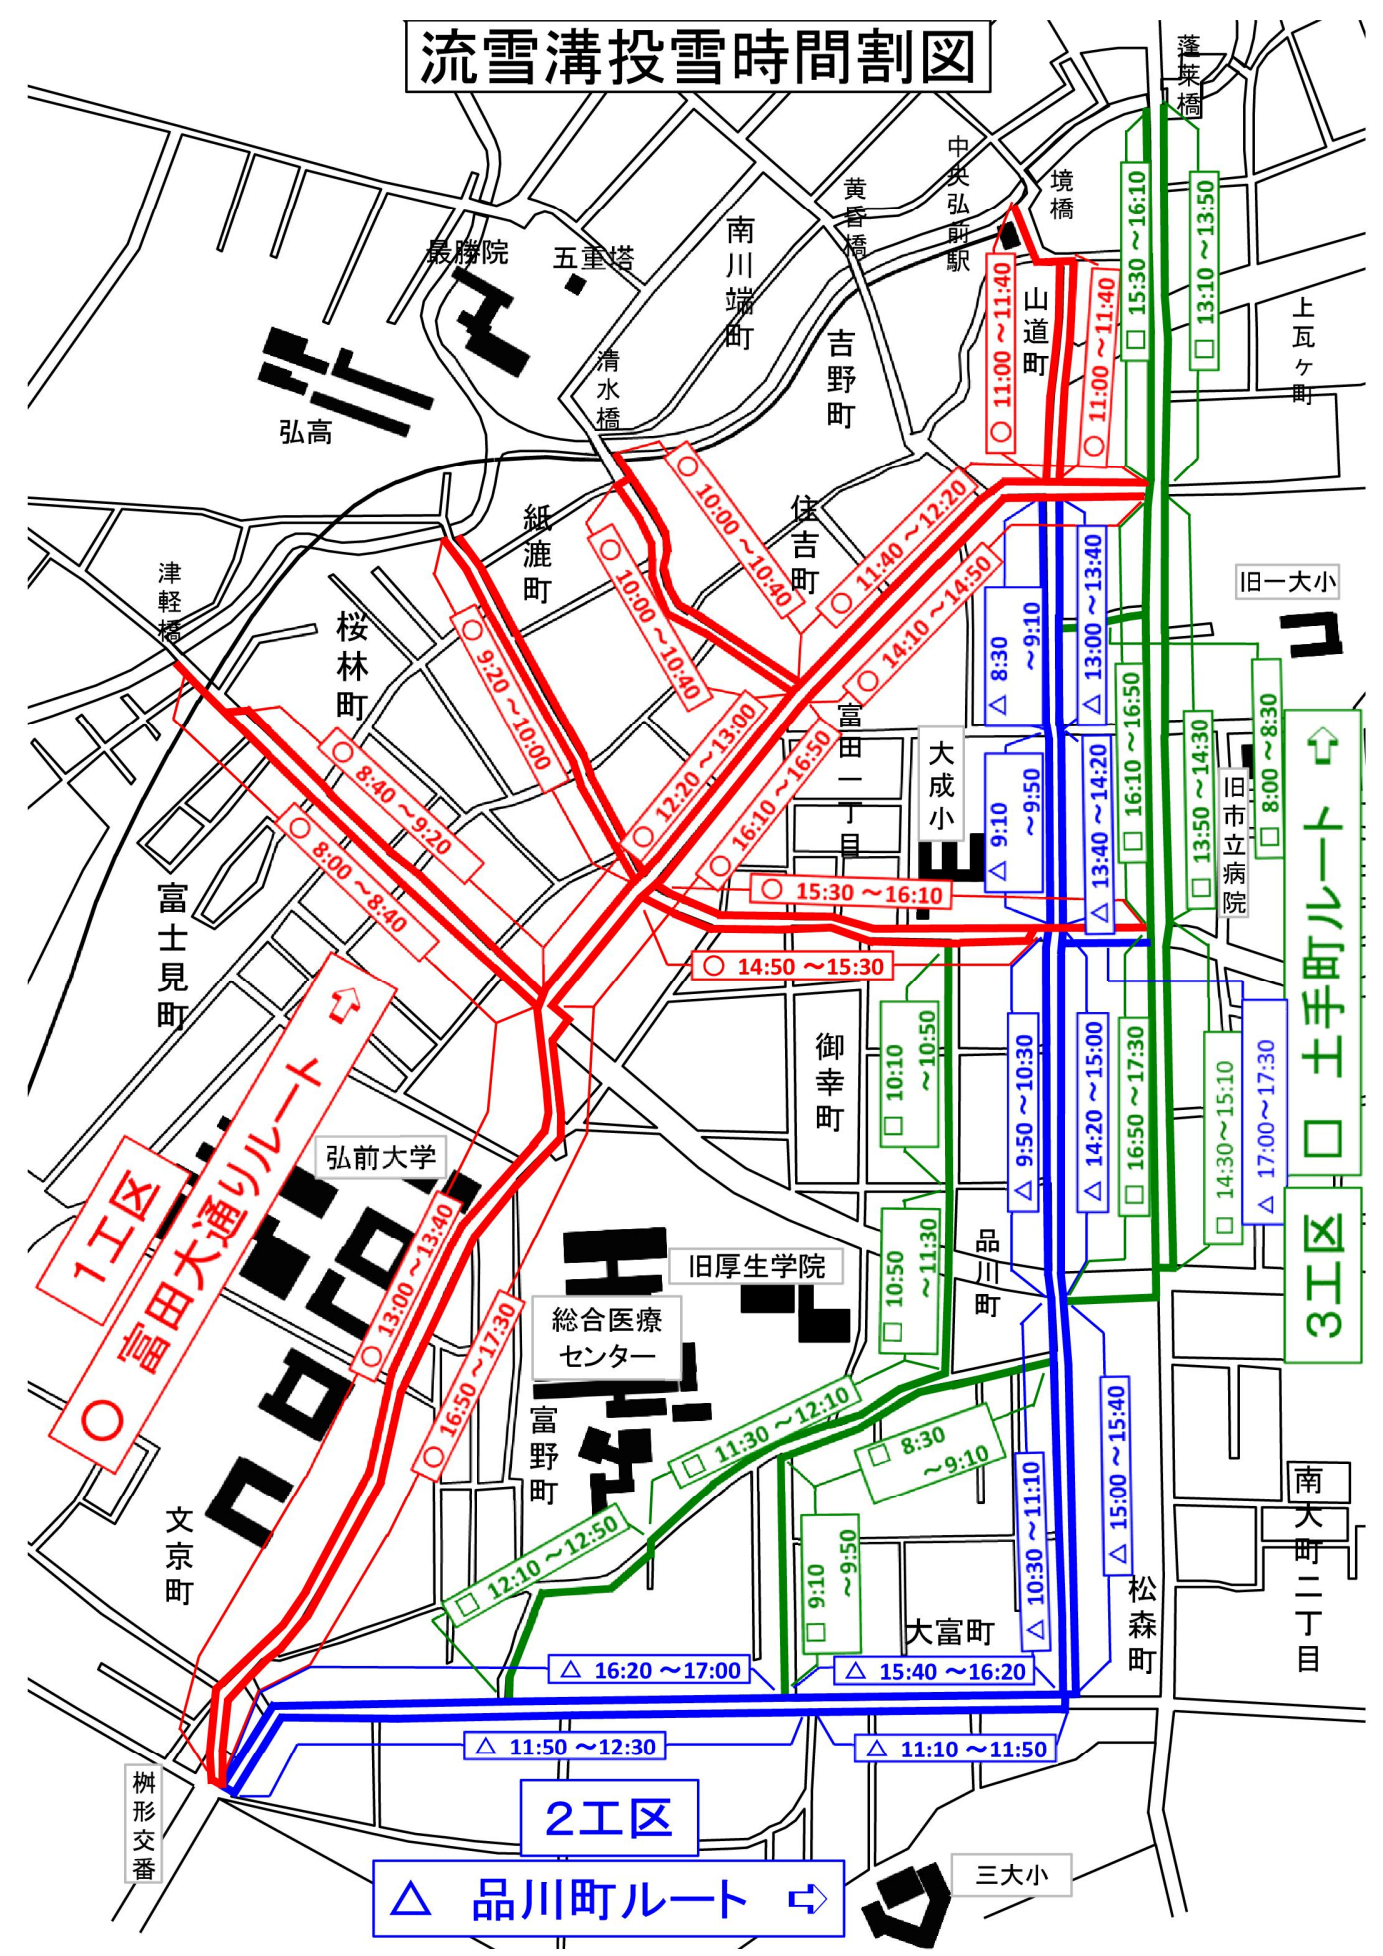 流雪溝投雪時間割図
蓬莱橋
中央弘前駅
境橋
黄昏橋
南川端町
最勝院
五重塔
□ 15:30～16:10
□ 13:10～13:50
○ 11:00～11:40
山道町
○ 11:00～11:40
上瓦ヶ町
吉野町
清水橋
弘高
○ 10:00～10:40
○ 10:00～10:40
住吉町
紙漉町
○ 11:40～12:20
○ 14:10～14:50
津軽橋
桜林町
○ 9:20～10:00
△ 8:30
～9:10
△ 13:00～13:40
旧一大小
□ 16:10～16:50
□ 13:50～14:30
□ 8:00～8:30
富田一丁目
大成小
△ 9:10
～9:50
△ 13:40～14:20
旧市立病院
○ 8:40～9:20
○ 8:00～8:40
○ 12:20～13:00
○ 16:10～16:50
○ 15:30～16:10
○ 14:50～15:30
富士見町
御幸町
□ 10:10
～10:50
△ 9:50～10:30
△ 14:20～15:00
□ 16:50～17:30
□ 14:30～15:10
△ 17:00～17:30
3工区
□ 土手町ルート ⇨
弘前大学
1工区
○ 富田大通りルート ⇨
○ 13:00～13:40
○ 16:50～17:30
旧厚生学院
総合医療
センター
□ 10:50
～11:30
品川町
□ 11:30～12:10
□ 8:30
～9:10
富野町
□ 12:10～12:50
□ 9:10
～9:50
△ 10:30～11:10
△ 15:00～15:40
文京町
大富町
松森町
南大町二丁目
△ 16:20～17:00
△ 15:40～16:20
△ 11:50～12:30
△ 11:10～11:50
桝形交番
2工区
△ 品川町ルート ⇨
三大小